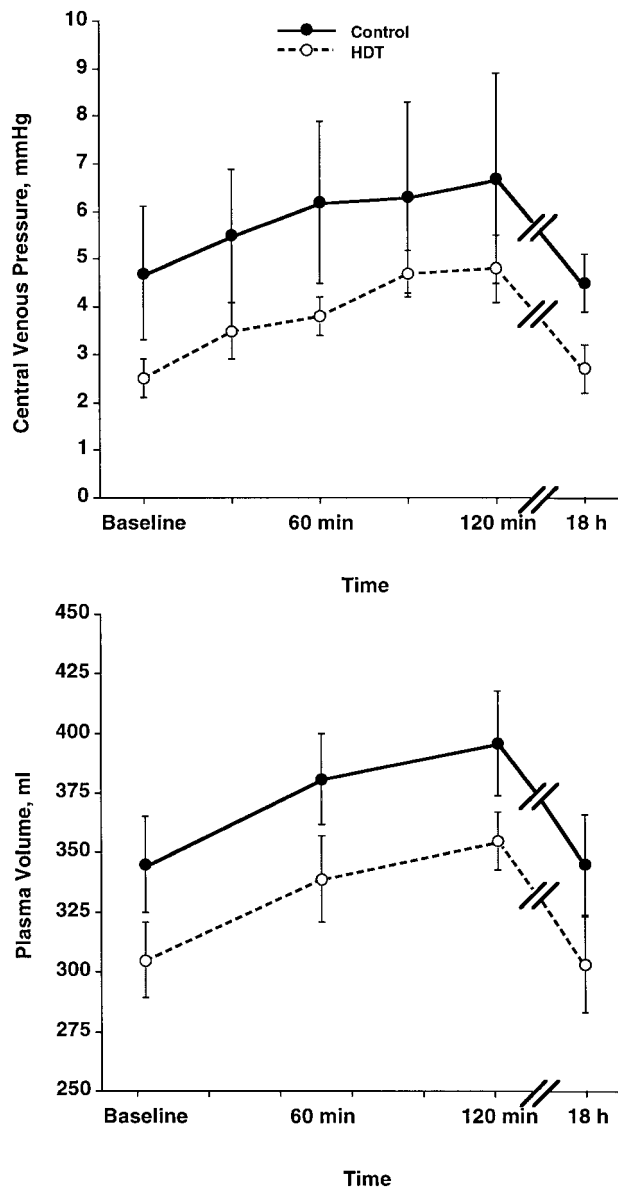 Control
HDT
Central Venous Pressure, mmHg
10
9
8
7
6
5
4
3
2
1
0
Baseline 60 min 120 min 18 h
Time
Plasma Volume, ml
450
425
400
375
350
325
300
275
250
Baseline 60 min 120 min 18 h
Time